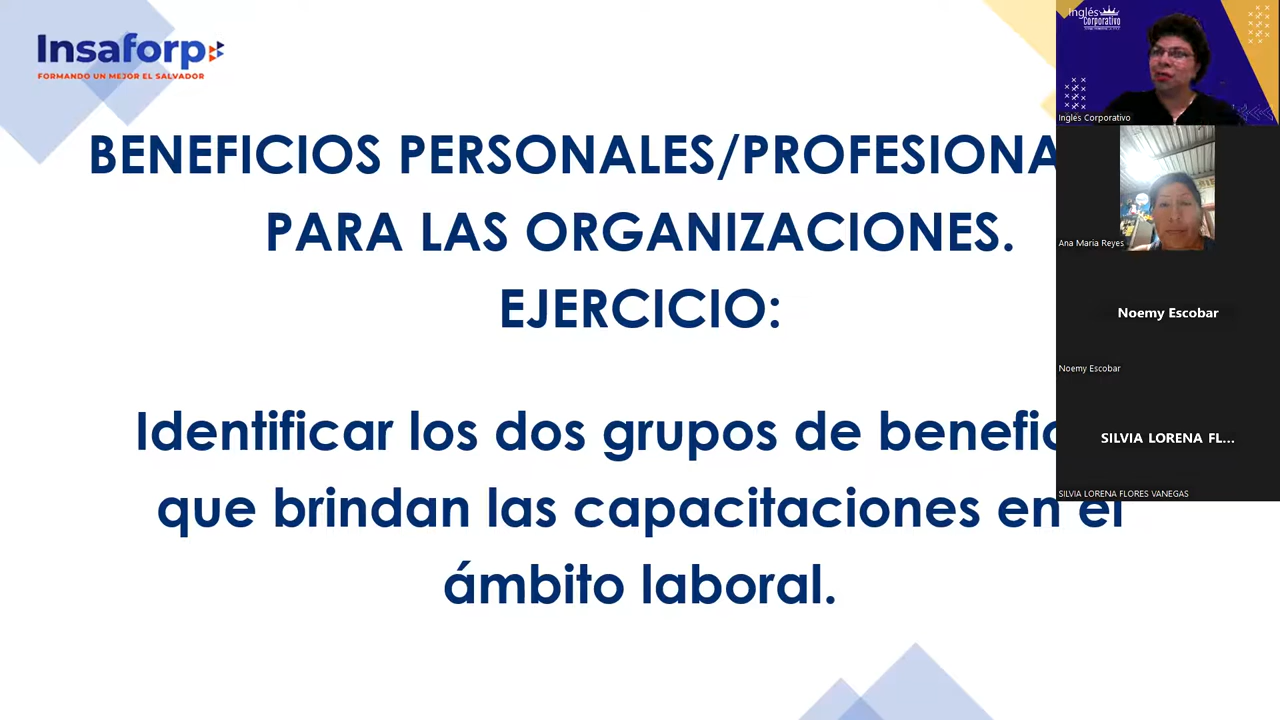 Insaforp
FORMANDO UN MEJOR EL SALVADOR
BENEFICIOS PERSONALES/PROFESIONA
PARA LAS ORGANIZACIONES.
EJERCICIO:
Identificar los dos grupos de benefic
que brindan las capacitaciones en el
ámbito laboral.
Inglés
Corporativo
Ingles Corporativo
Ana Maria Reyes
Noemy Escobar
Noemy Escobar
SILVIA LORENA FL...
SILVIA LORENA FLORES VANEGAS